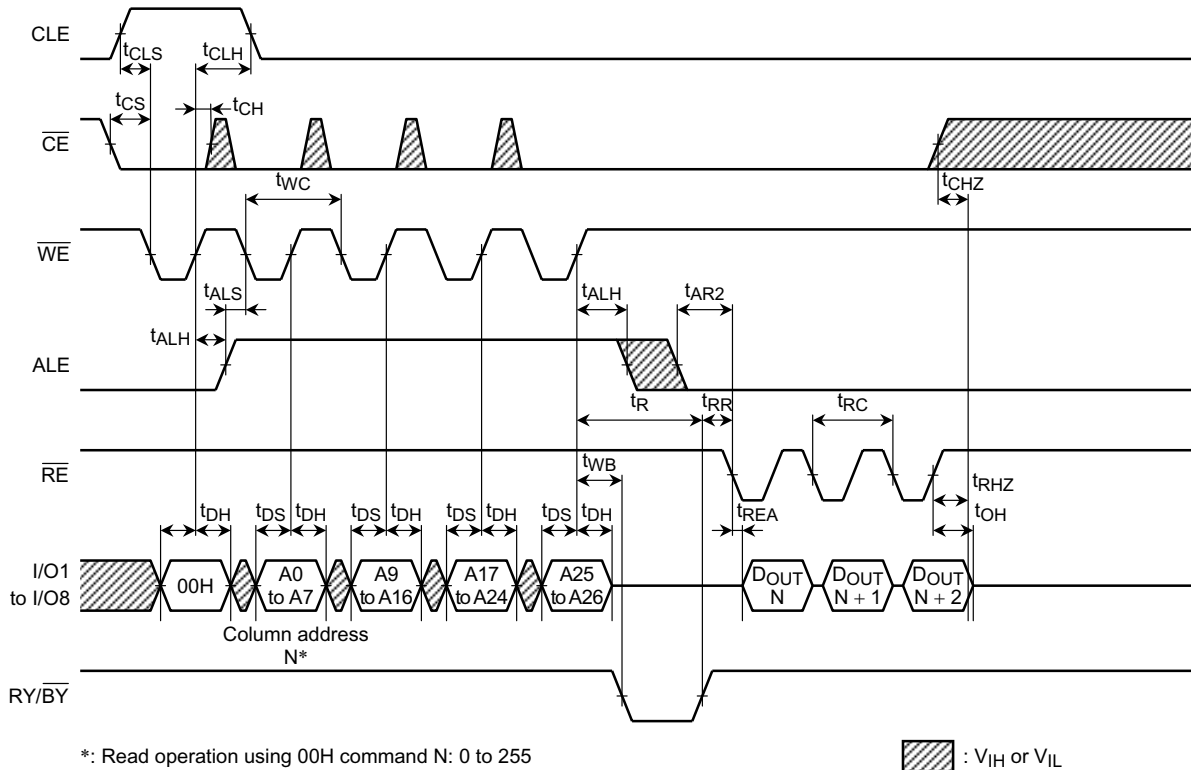 CLE
tCLS
tCLH
tCS
tCH
CE
tWC
tCHZ
WE
tALS
tALH
tALH
tAR2
ALE
tR
tRR
tRC
RE
tWB
tRHZ
tDH
tDS
tDH
tDS
tDH
tDS
tDH
tDS
tDH
tREA
tOH
I/O1
to I/O8
00H
A0
to A7
A9
to A16
A17
to A24
A25
to A26
DOUT
N
DOUT
N + 1
DOUT
N + 2
Column address
N*
RY/BY
*: Read operation using 00H command N: 0 to 255
: VIH or VIL